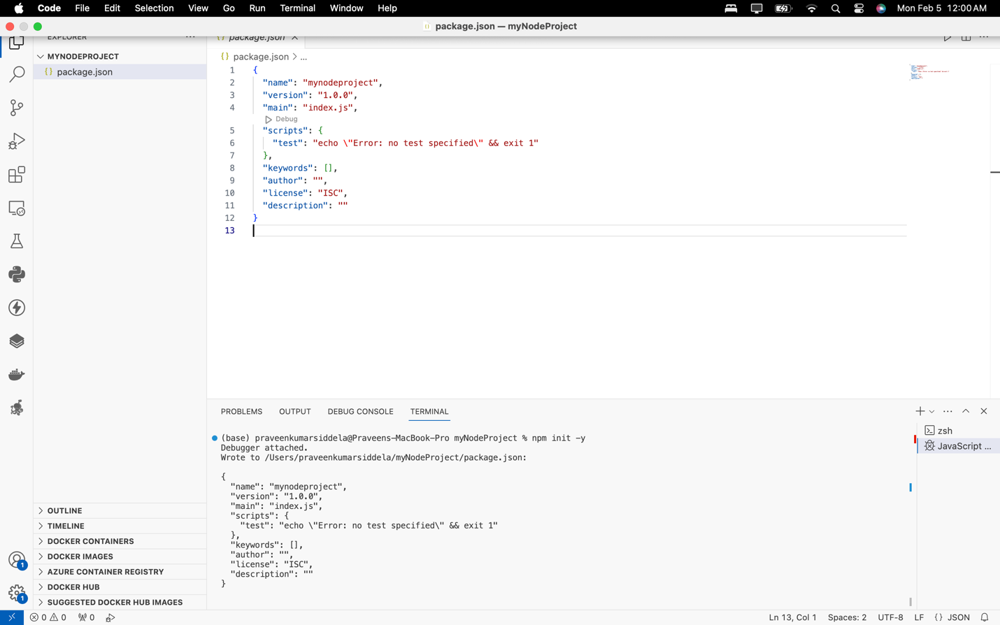 Code File Edit Selection View Go Run Terminal Window Help Mon Feb 5 12:00 AM
package.json — myNodeProject
EXPLORER
package.json
MYNODEPROJECT
{} package.json
{} package.json > ...
1 {
2 "name": "mynodeproject",
3 "version": "1.0.0",
4 "main": "index.js",
Debug
5 "scripts": {
6 "test": "echo \"Error: no test specified\" && exit 1"
7 },
8 "keywords": [],
9 "author": "",
10 "license": "ISC",
11 "description": ""
12 }
13
PROBLEMS OUTPUT DEBUG CONSOLE TERMINAL
(base) praveenkumarsiddela@Praveens-MacBook-Pro myNodeProject % npm init -y
Debugger attached.
Wrote to /Users/praveenkumarsiddela/myNodeProject/package.json:
{
"name": "mynodeproject",
"version": "1.0.0",
"main": "index.js",
"scripts": {
"test": "echo \"Error: no test specified\" && exit 1"
},
"keywords": [],
"author": "",
"license": "ISC",
"description": ""
}
zsh
JavaScript ...
OUTLINE
TIMELINE
DOCKER CONTAINERS
DOCKER IMAGES
AZURE CONTAINER REGISTRY
DOCKER HUB
SUGGESTED DOCKER HUB IMAGES
1
1
0 0 0 Ln 13, Col 1 Spaces: 2 UTF-8 LF {} JSON